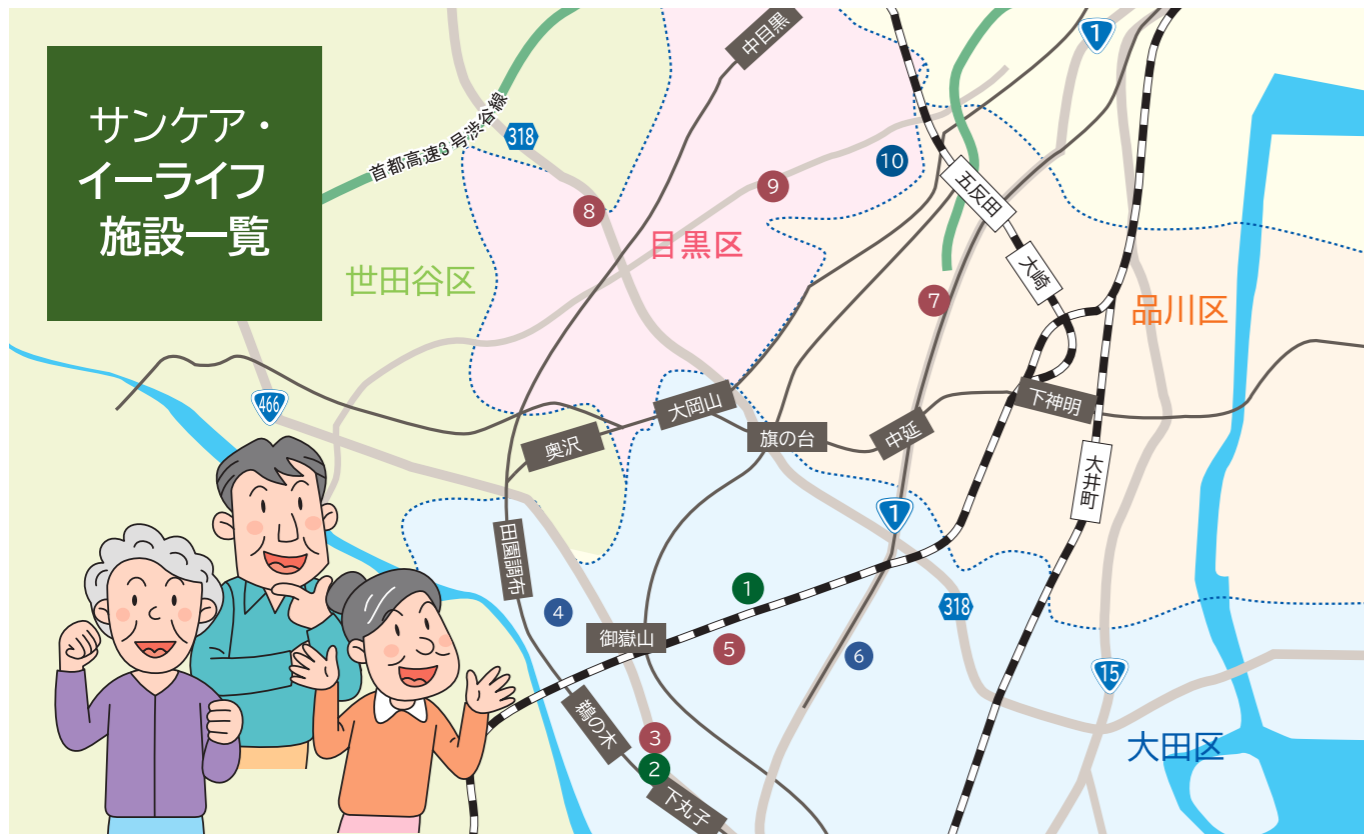 サンケア・
イーライフ
施設一覧
中目黒
1
首都高速3号渋谷線
318
10
9
8
五反田
目黒区
世田谷区
大崎
7
品川区
466
大岡山
下神明
奥沢
旗の台
中延
大井町
1
田園調布
1
4
318
御嶽山
5
6
15
鵜の木
3
2
大田区
下丸子